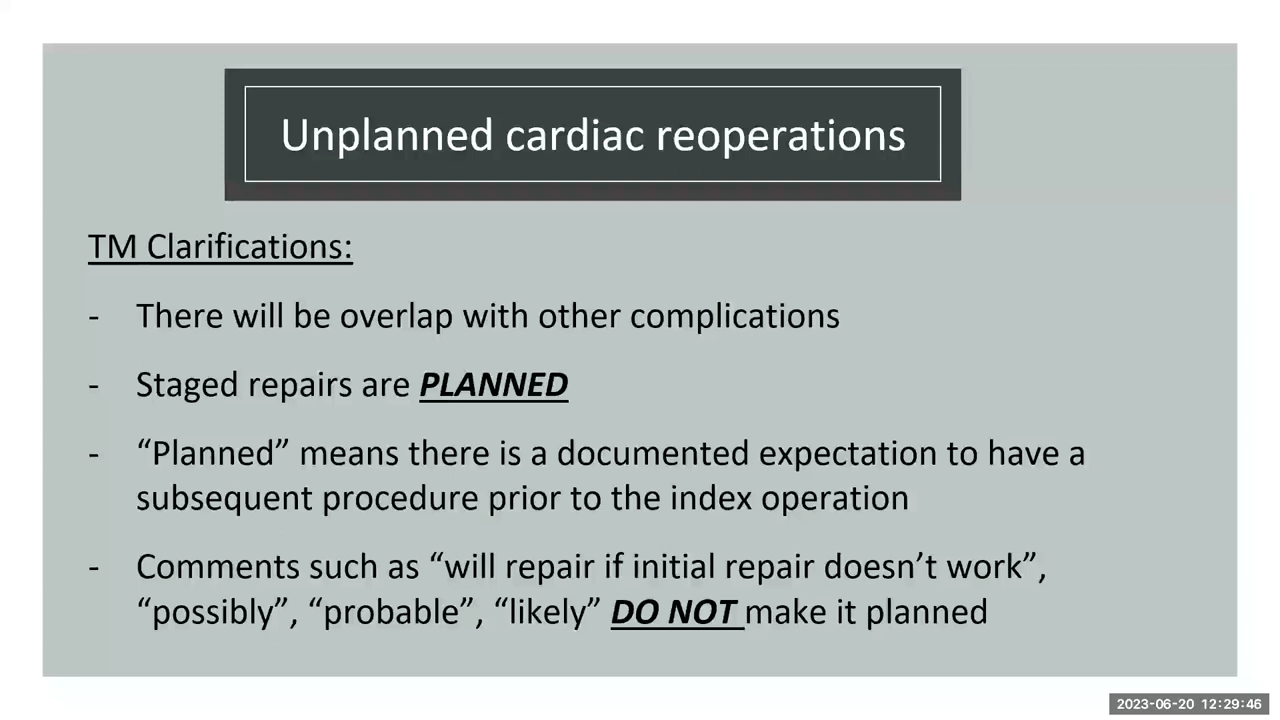 Unplanned cardiac reoperations
TM Clarifications:
- There will be overlap with other complications
- Staged repairs are PLANNED
- “Planned” means there is a documented expectation to have a
subsequent procedure prior to the index operation
- Comments such as “will repair if initial repair doesn’t work”,
“possibly”, “probable”, “likely” DO NOT make it planned
2023-06-20 12:29:46